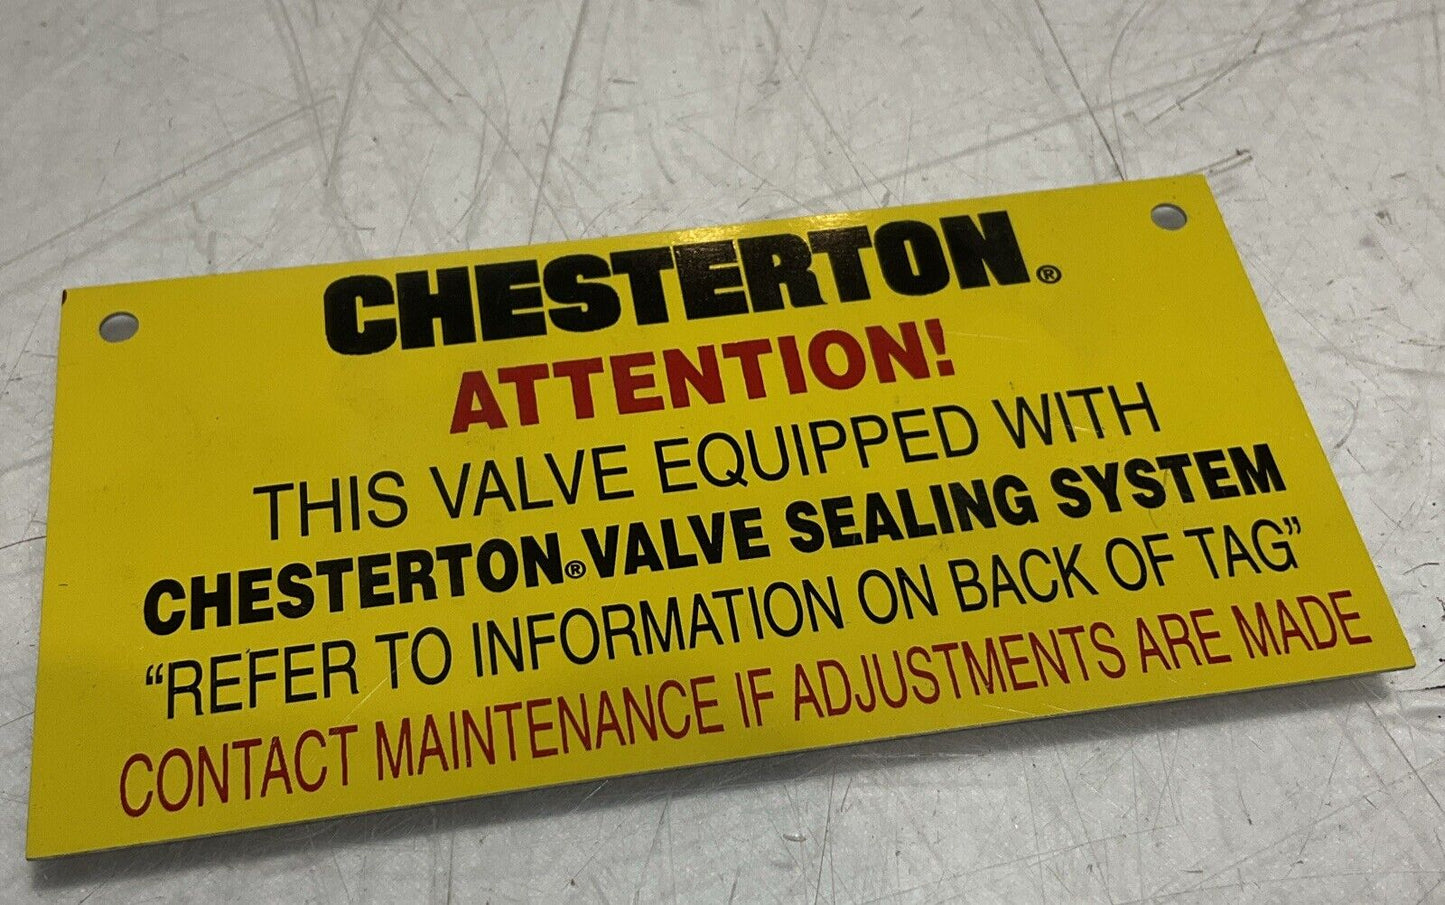 CHESTERTON®
ATTENTION!
THIS VALVE EQUIPPED WITH
CHESTERTON® VALVE SEALING SYSTEM
“REFER TO INFORMATION ON BACK OF TAG”
CONTACT MAINTENANCE IF ADJUSTMENTS ARE MADE